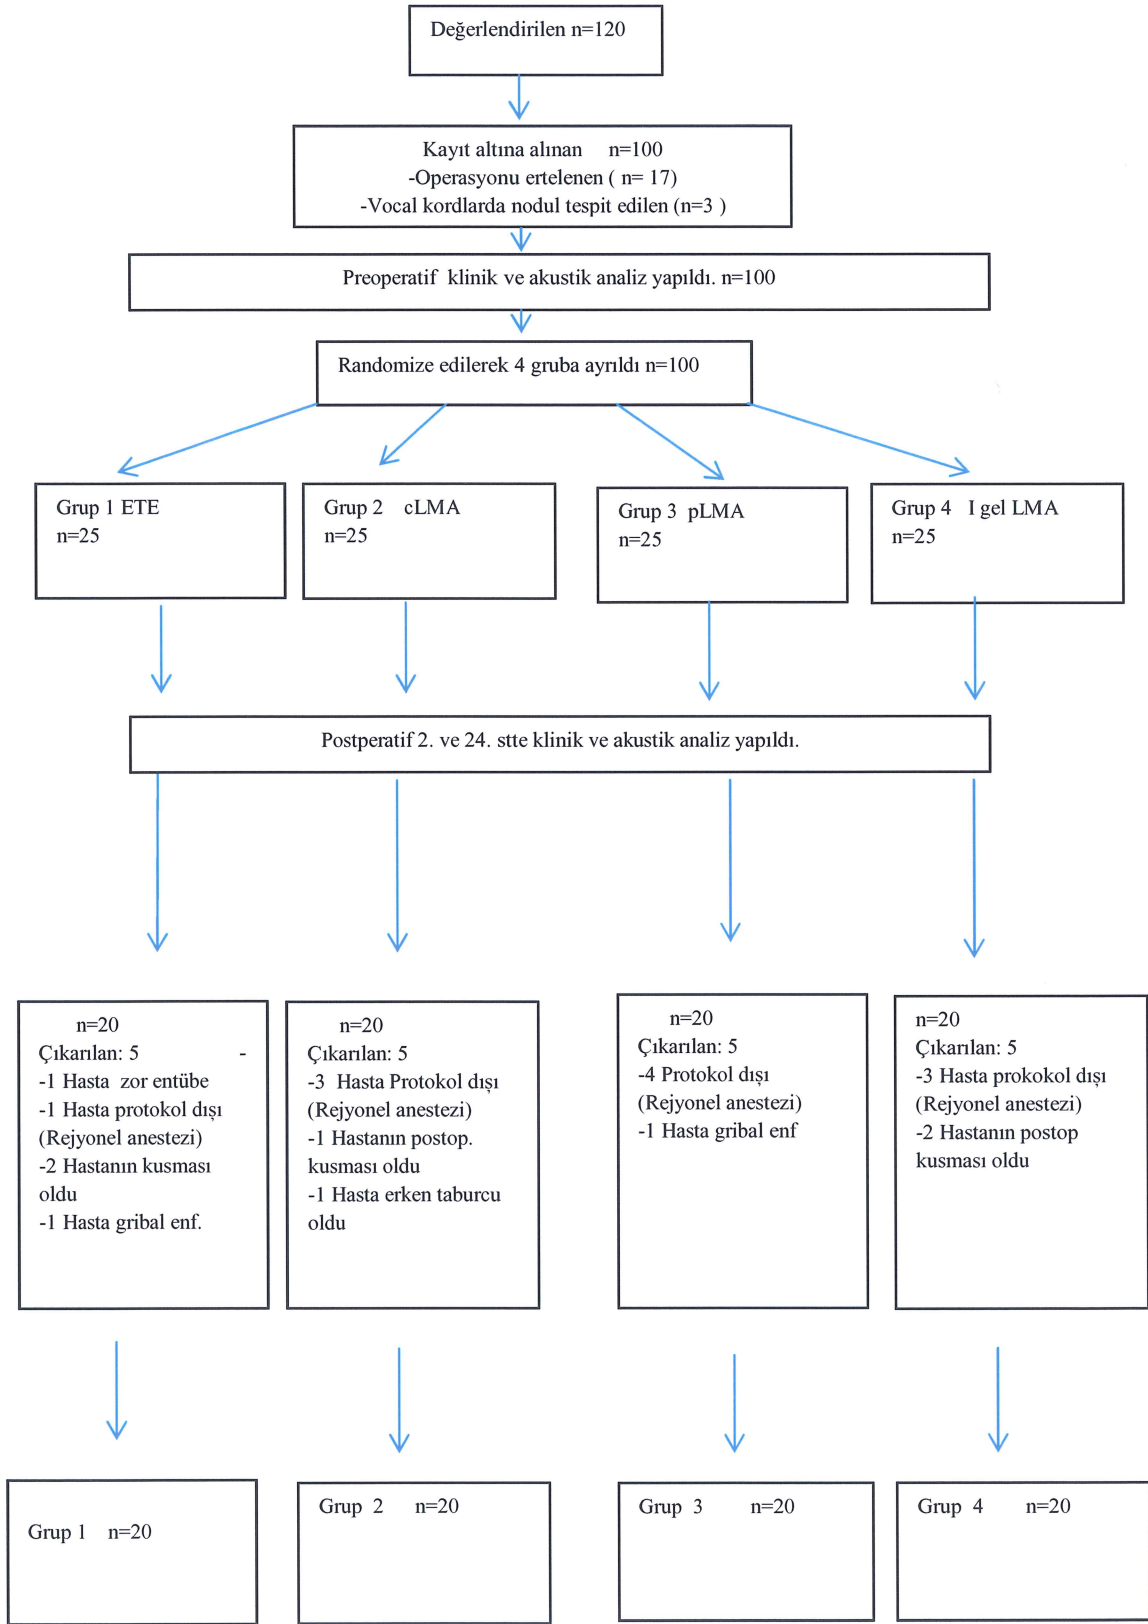 Değerlendirilen n=120
Kayıt altına alınan n=100
-Operasyonu ertelenen ( n= 17)
-Vocal kordlarda nodul tespit edilen (n=3 )
Preoperatif klinik ve akustik analiz yapıldı. n=100
Randomize edilerek 4 gruba ayrıldı n=100
Grup 1 ETE
n=25
Grup 2 cLMA
n=25
Grup 3 pLMA
n=25
Grup 4 I gel LMA
n=25
Postperatif 2. ve 24. stte klinik ve akustik analiz yapıldı.
n=20
Çıkarılan: 5 -
-1 Hasta zor entübe
-1 Hasta protokol dışı
(Rejyonel anestezi)
-2 Hastanın kusması
oldu
-1 Hasta gribal enf.
n=20
Çıkarılan: 5
-3 Hasta Protokol dışı
(Rejyonel anestezi)
-1 Hastanın postop.
kusması oldu
-1 Hasta erken taburcu
oldu
n=20
Çıkarılan: 5
-4 Protokol dışı
(Rejyonel anestezi)
-1 Hasta gribal enf
n=20
Çıkarılan: 5
-3 Hasta prokokol dışı
(Rejyonel anestezi)
-2 Hastanın postop
kusması oldu
Grup 1 n=20
Grup 2 n=20
Grup 3 n=20
Grup 4 n=20